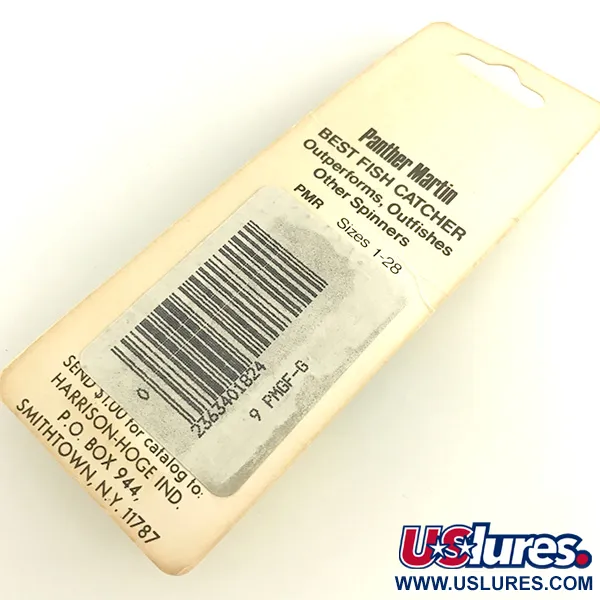 Panther Martin
BEST FISH CATCHER
Outperforms, Outfishes
Other Spinners
PMR Sizes 1-28
2363401824
9 PMGF-G
SEND $1.00 for catalog to:
HARRISON-HOGE IND.
P.O. BOX 944,
SMITHTOWN, N.Y. 11787
USlures.
WWW.USLURES.COM